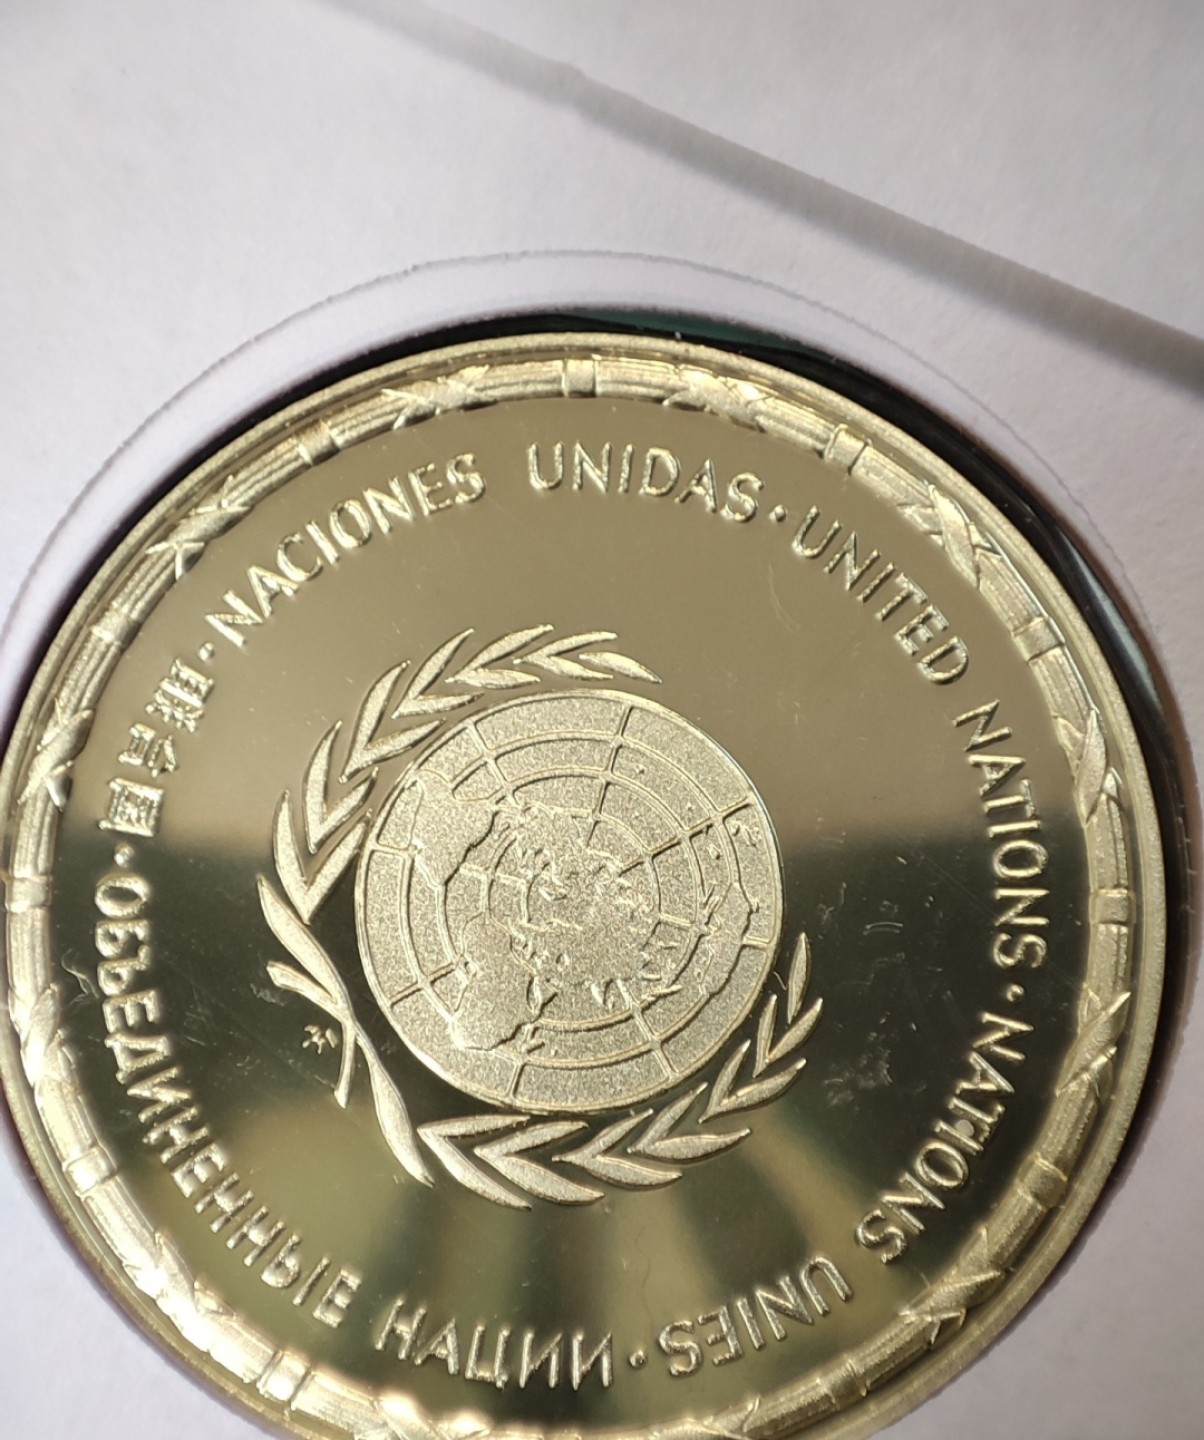 NACIONES UNIDAS · UNITED NATIONS · NATIONS UNIES · ОБЪЕДИНЕННЫЕ НАЦИИ · 联合国 ·